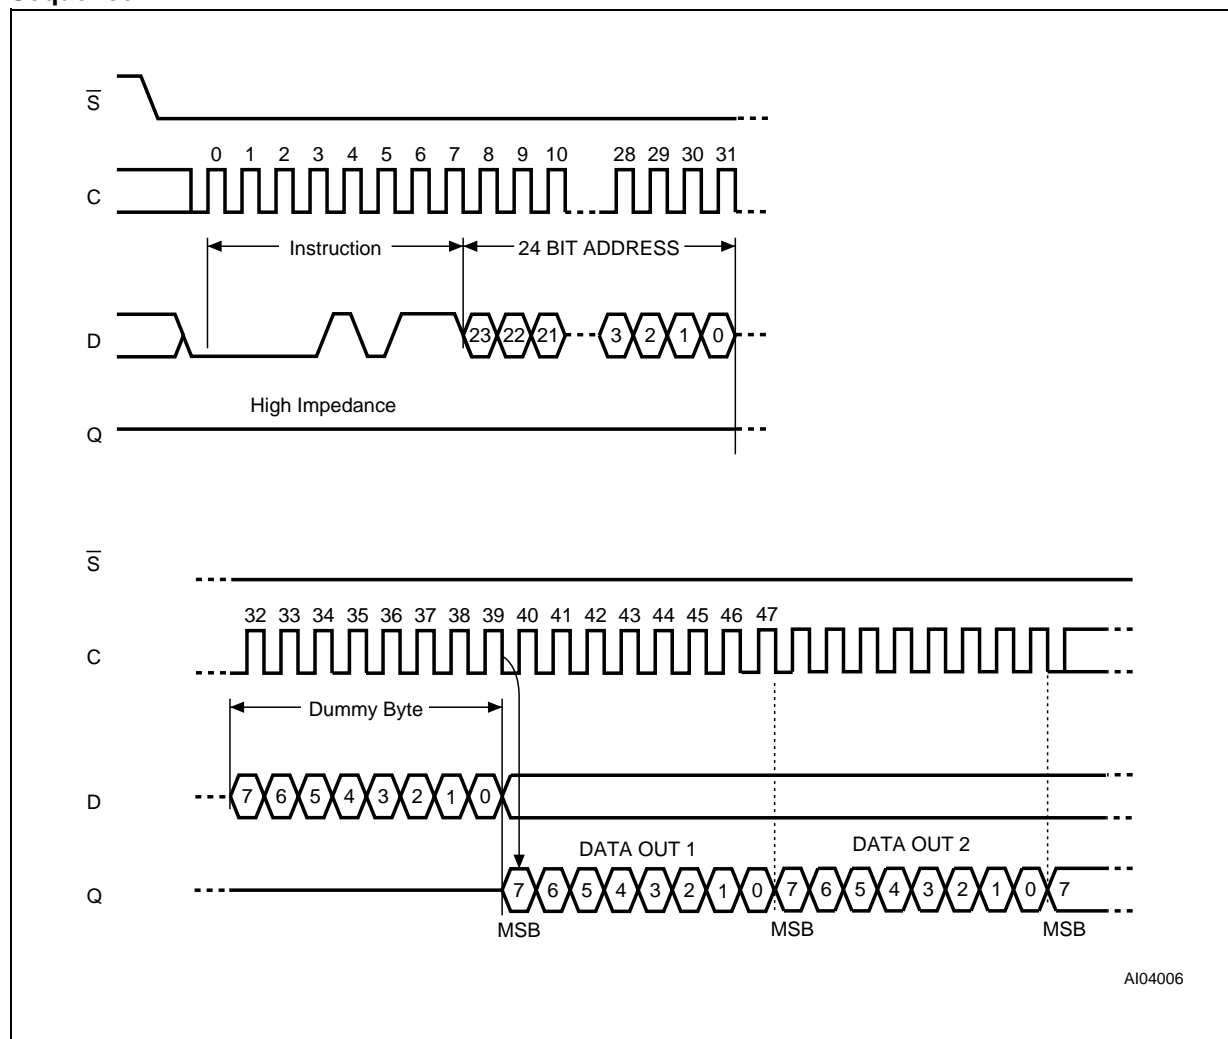 S
0 1 2 3 4 5 6 7 8 9 10 28 29 30 31
C
Instruction 24 BIT ADDRESS
D 23 22 21 3 2 1 0
High Impedance
Q
S
32 33 34 35 36 37 38 39 40 41 42 43 44 45 46 47
C
Dummy Byte
D 7 6 5 4 3 2 1 0
DATA OUT 1 DATA OUT 2
Q 7 6 5 4 3 2 1 0 7 6 5 4 3 2 1 0 7
MSB MSB MSB
AI04006